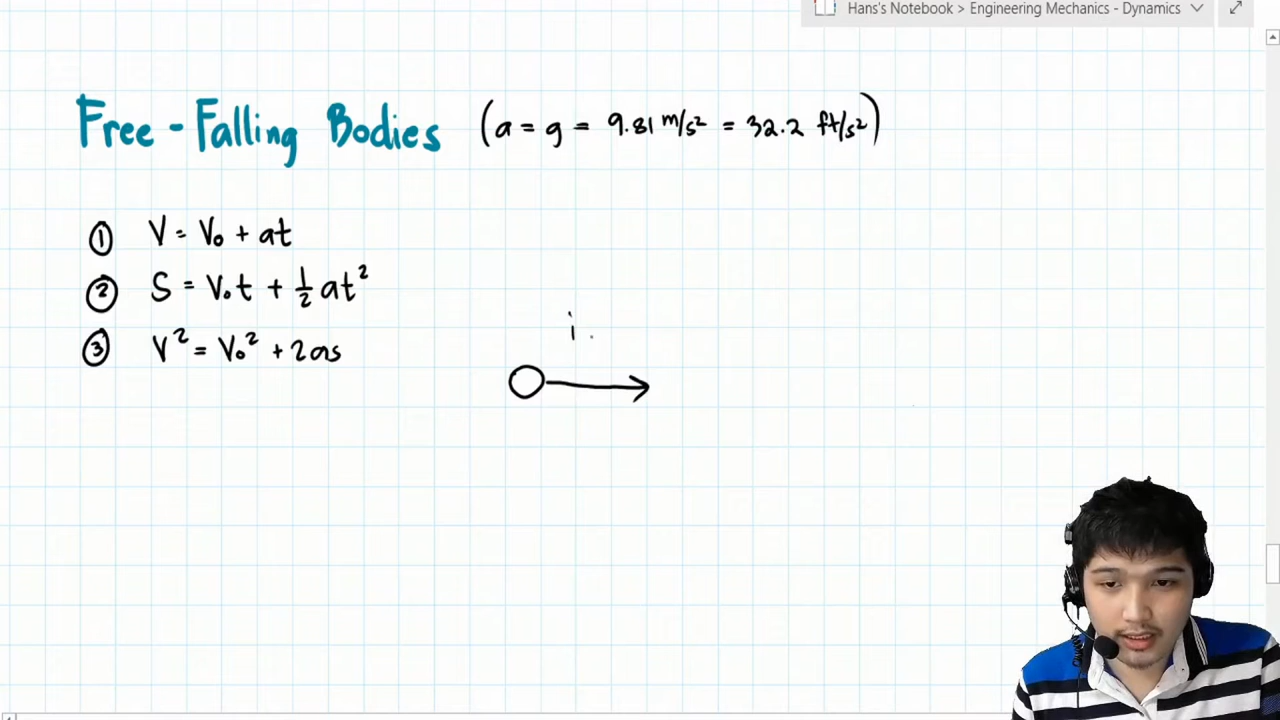 Hans's Notebook > Engineering Mechanics - Dynamics
Free-Falling Bodies (a = g = 9.81 m/s² = 32.2 ft/s²)
① V = V₀ + at
② S = V₀t + ½at²
③ V² = V₀² + 2as
i.